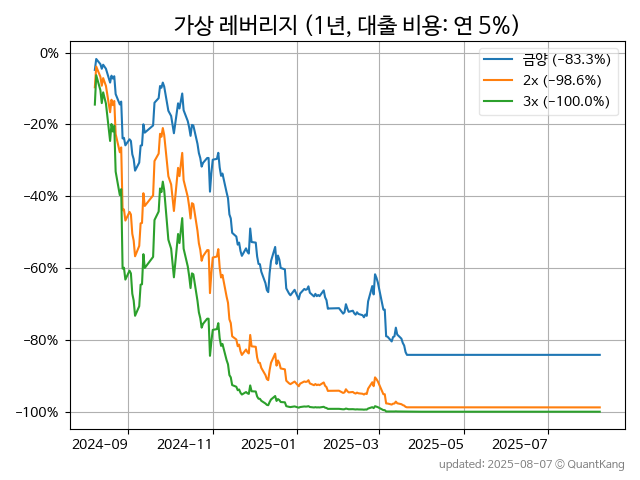 가상 레버리지 (1년, 대출 비용: 연 5%)
금양 (−83.3%)
2x (−98.6%)
3x (−100.0%)
0%
−20%
−40%
−60%
−80%
−100%
2024-09
2024-11
2025-01
2025-03
2025-05
2025-07
updated: 2025-08-07 © QuantKang